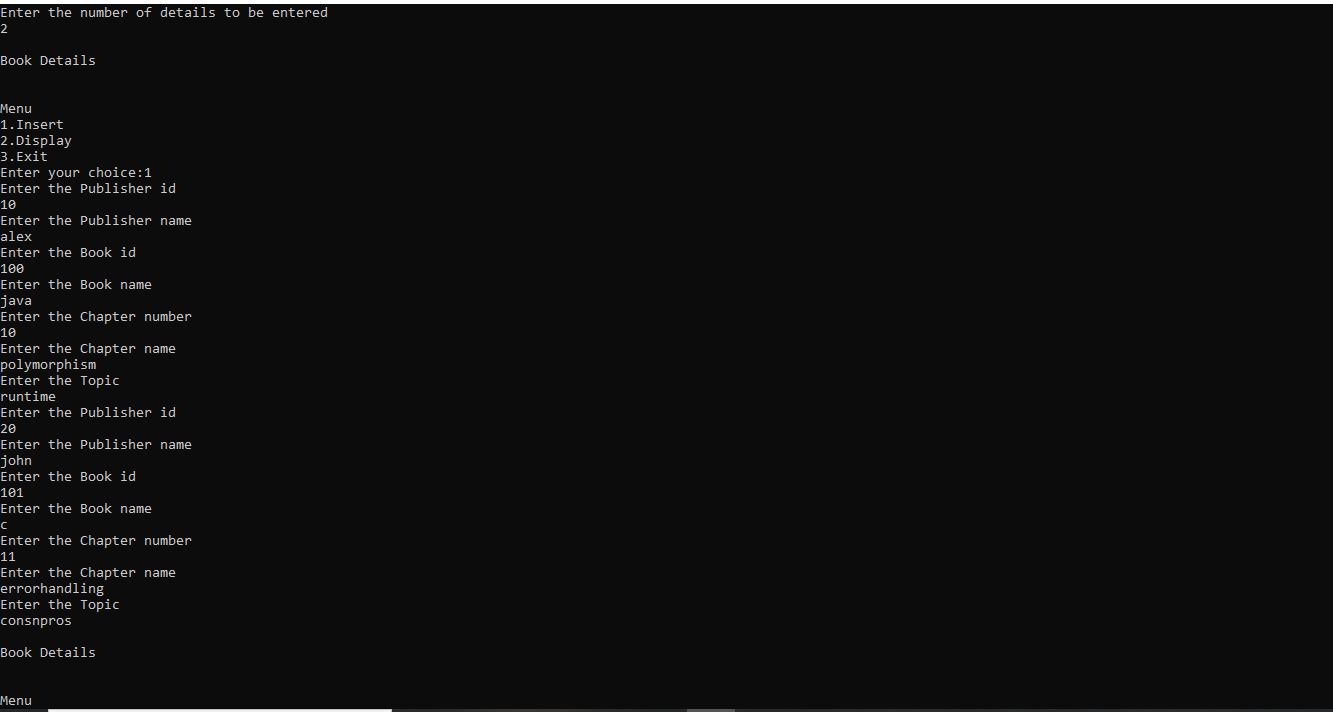 Enter the number of details to be entered
2
Book Details
Menu
1.Insert
2.Display
3.Exit
Enter your choice:1
Enter the Publisher id
10
Enter the Publisher name
alex
Enter the Book id
100
Enter the Book name
java
Enter the Chapter number
10
Enter the Chapter name
polymorphism
Enter the Topic
runtime
Enter the Publisher id
20
Enter the Publisher name
john
Enter the Book id
101
Enter the Book name
c
Enter the Chapter number
11
Enter the Chapter name
errorhandling
Enter the Topic
consnpros
Book Details
Menu